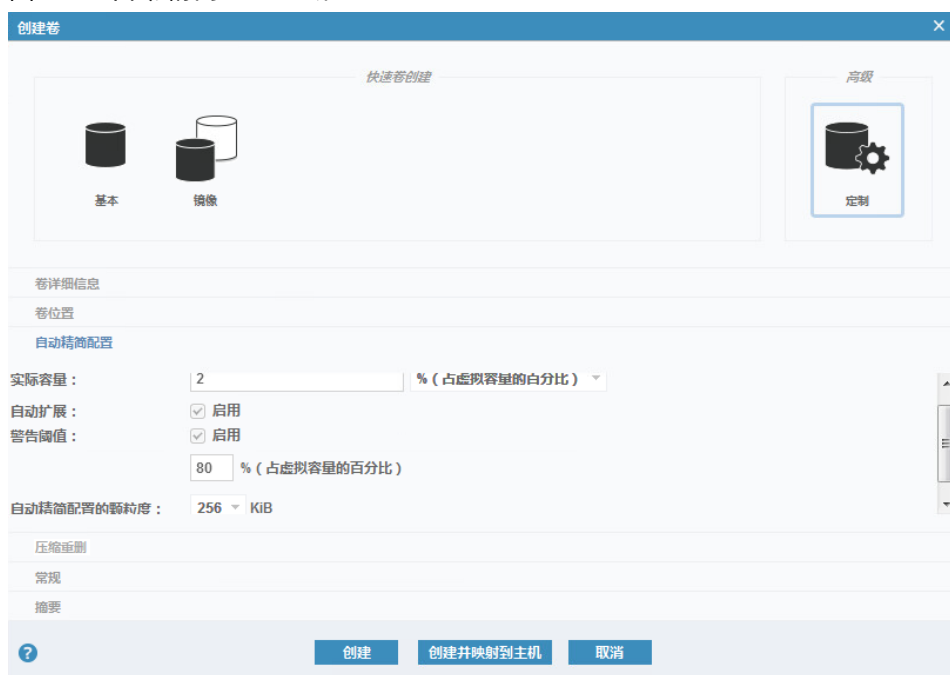 创建卷 ×
快速卷创建 高级
基本 镜像 定制
卷详细信息
卷位置
自动精简配置
实际容量： 2 %（占虚拟容量的百分比）
自动扩展： 启用
警告阈值： 启用
80 %（占虚拟容量的百分比）
自动精简配置的颗粒度： 256 KiB
压缩重删
常规
摘要
? 创建 创建并映射到主机 取消